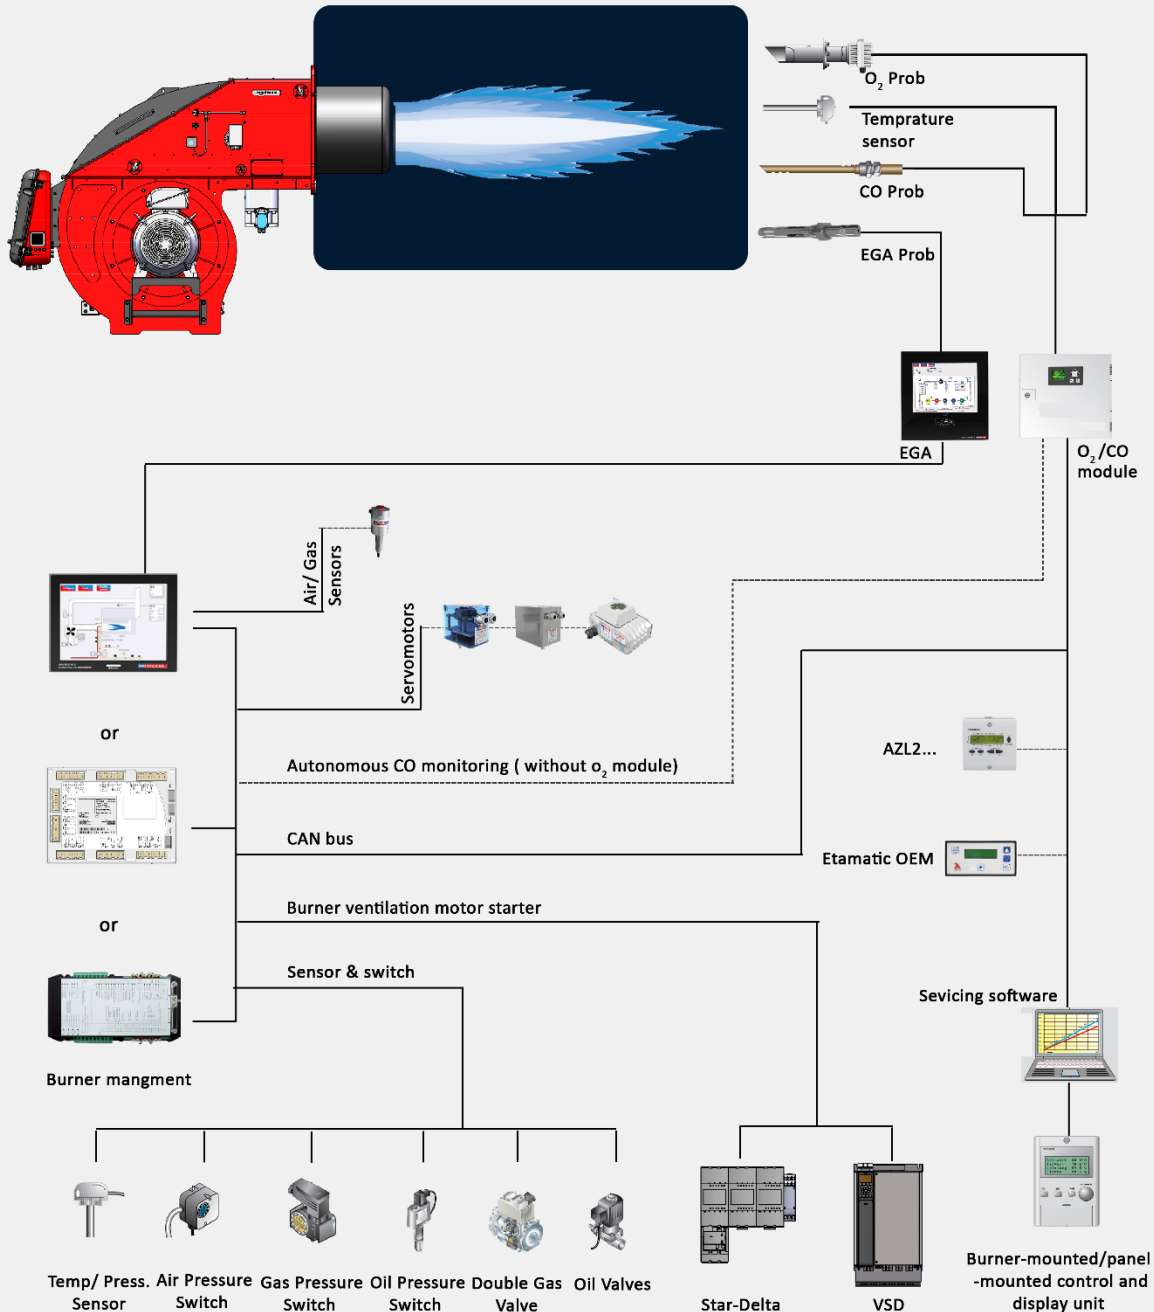 O₂ Prob
Temprature
sensor
CO Prob
EGA Prob
EGA
O₂ /CO
module
Air/ Gas
Sensors
Servomotors
or
Autonomous CO monitoring ( without o₂ module)
AZL2...
CAN bus
Etamatic OEM
Burner ventilation motor starter
or
Sensor & switch
Sevicing software
Burner mangment
Temp/ Press.
Sensor
Air Pressure
Switch
Gas Pressure
Switch
Oil Pressure
Switch
Double Gas
Valve
Oil Valves
Star-Delta
VSD
Burner-mounted/panel
-mounted control and
display unit